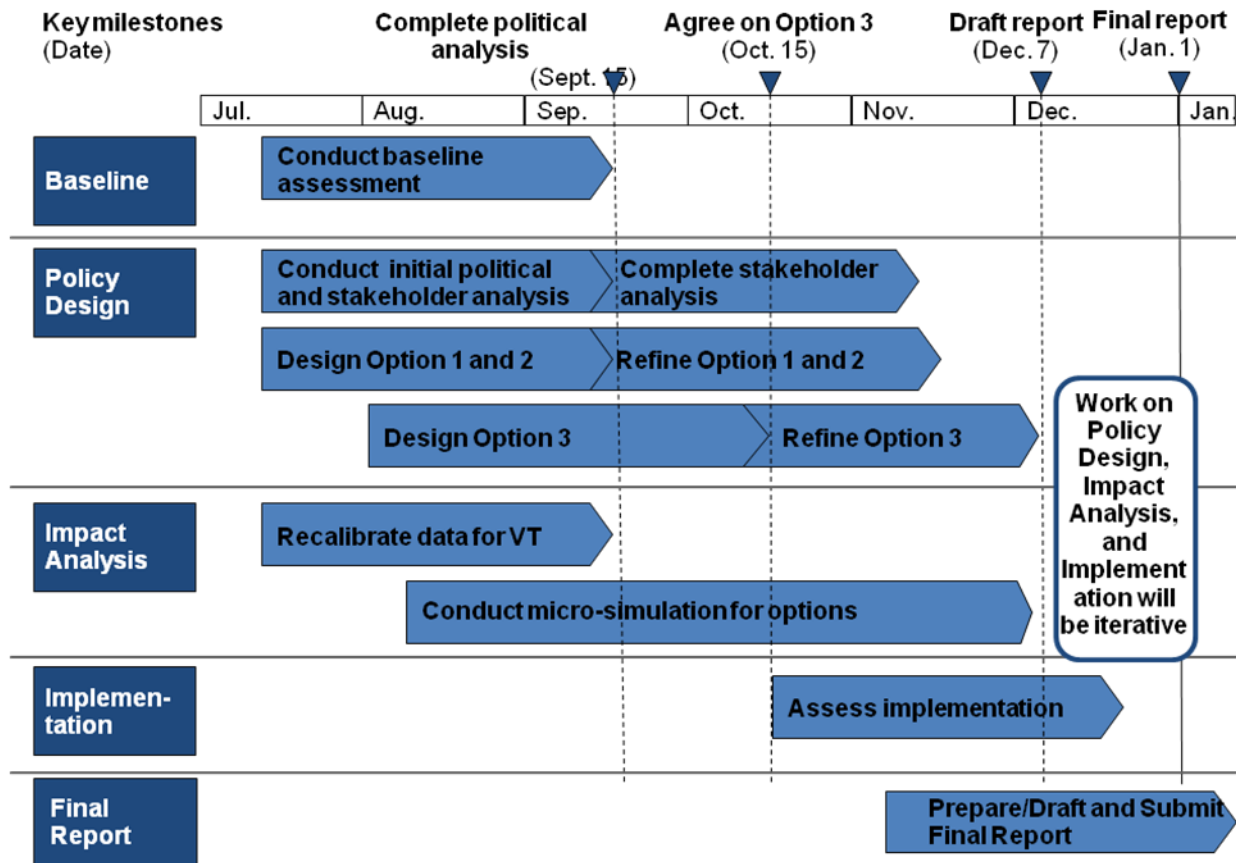 Key milestones
(Date)
Complete political
analysis
(Sept. 15)
Agree on Option 3
(Oct. 15)
Draft report
(Dec. 7)
Final report
(Jan. 1)
Jul.
Aug.
Sep.
Oct.
Nov.
Dec.
Jan.
Baseline
Conduct baseline
assessment
Policy
Design
Conduct initial political
and stakeholder analysis
Complete stakeholder
analysis
Design Option 1 and 2
Refine Option 1 and 2
Design Option 3
Refine Option 3
Work on
Policy
Design,
Impact
Analysis,
and
Implement
ation will
be iterative
Impact
Analysis
Recalibrate data for VT
Conduct micro-simulation for options
Implemen-
tation
Assess implementation
Final
Report
Prepare/Draft and Submit
Final Report